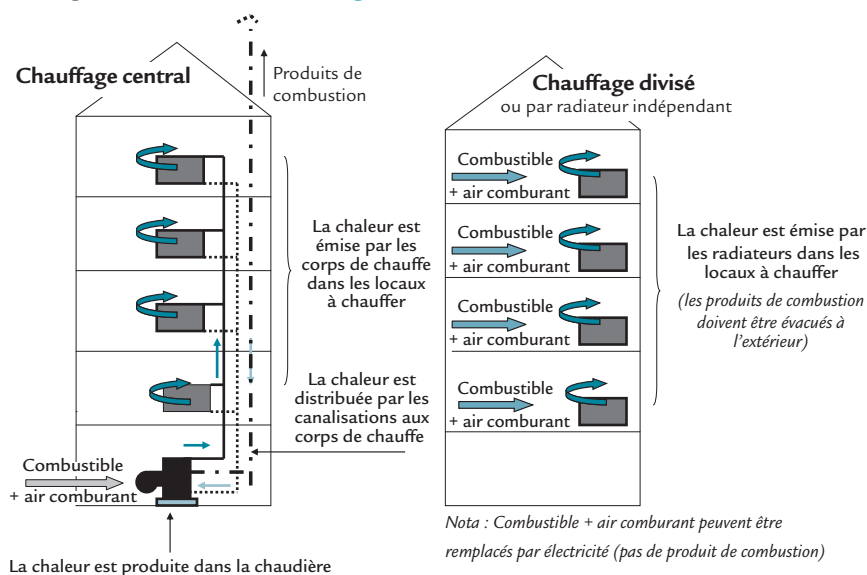 Chauffage central
Produits de
combustion
La chaleur est
émise par les
corps de chauffe
dans les locaux
à chauffer
La chaleur est
distribuée par les
canalisations aux
corps de chauffe
Combustible
+ air comburant
La chaleur est produite dans la chaudière
Chauffage divisé
ou par radiateur indépendant
Combustible
+ air comburant
Combustible
+ air comburant
Combustible
+ air comburant
Combustible
+ air comburant
La chaleur est émise par
les radiateurs dans les
locaux à chauffer
(les produits de combustion
doivent être évacués à
l'extérieur)
Nota : Combustible + air comburant peuvent être
remplacés par électricité (pas de produit de combustion)